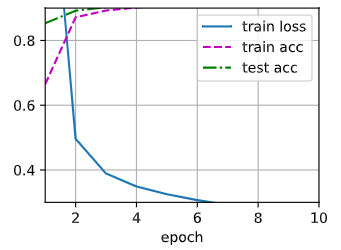 train loss
train acc
test acc
0.8
0.6
0.4
2 4 6 8 10
epoch